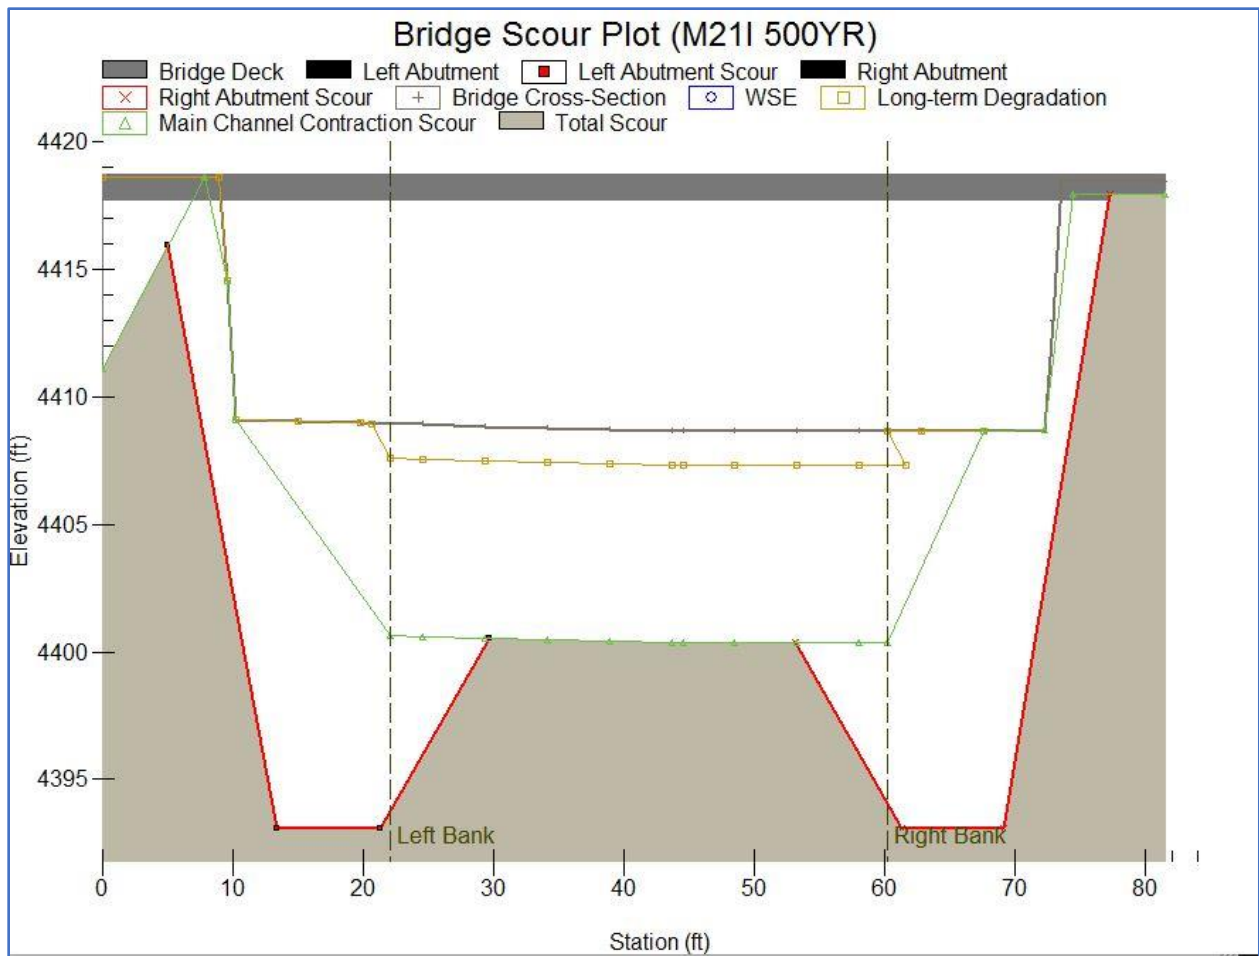 Bridge Scour Plot (M21I 500YR)
Bridge Deck Left Abutment Left Abutment Scour Right Abutment
Right Abutment Scour Bridge Cross-Section WSE Long-term Degradation
Main Channel Contraction Scour Total Scour
4420
4415
4410
4405
4400
4395
Elevation (ft)
Left Bank Right Bank
0 10 20 30 40 50 60 70 80
Station (ft)